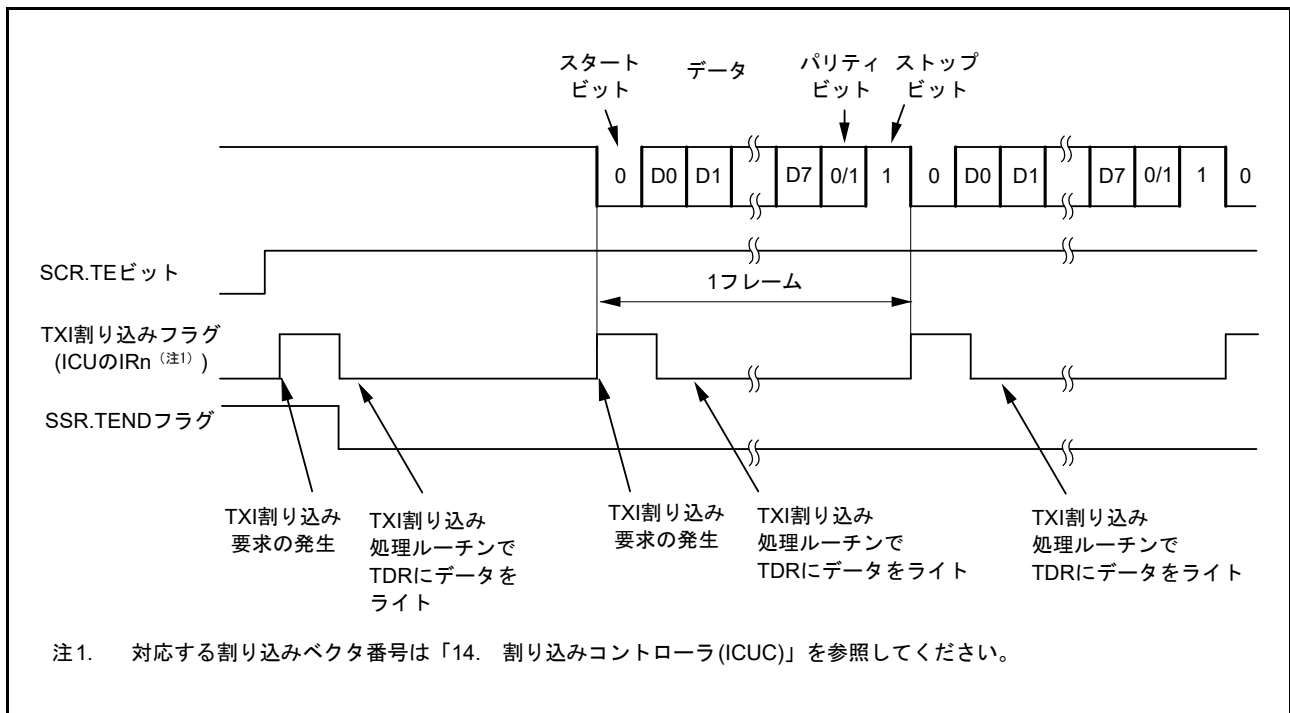 スタート
ビット
データ
パリティ
ビット
ストップ
ビット
0 D0 D1 D7 0/1 1 0 D0 D1 D7 0/1 1 0
SCR.TEビット
1フレーム
TXI割り込みフラグ
(ICUのIRn（注1）)
SSR.TENDフラグ
TXI割り込み
要求の発生
TXI割り込み
処理ルーチンで
TDRにデータを
ライト
TXI割り込み
要求の発生
TXI割り込み
処理ルーチンで
TDRにデータをライト
TXI割り込み
処理ルーチンで
TDRにデータをライト
注1. 対応する割り込みベクタ番号は「14. 割り込みコントローラ(ICUC)」を参照してください。